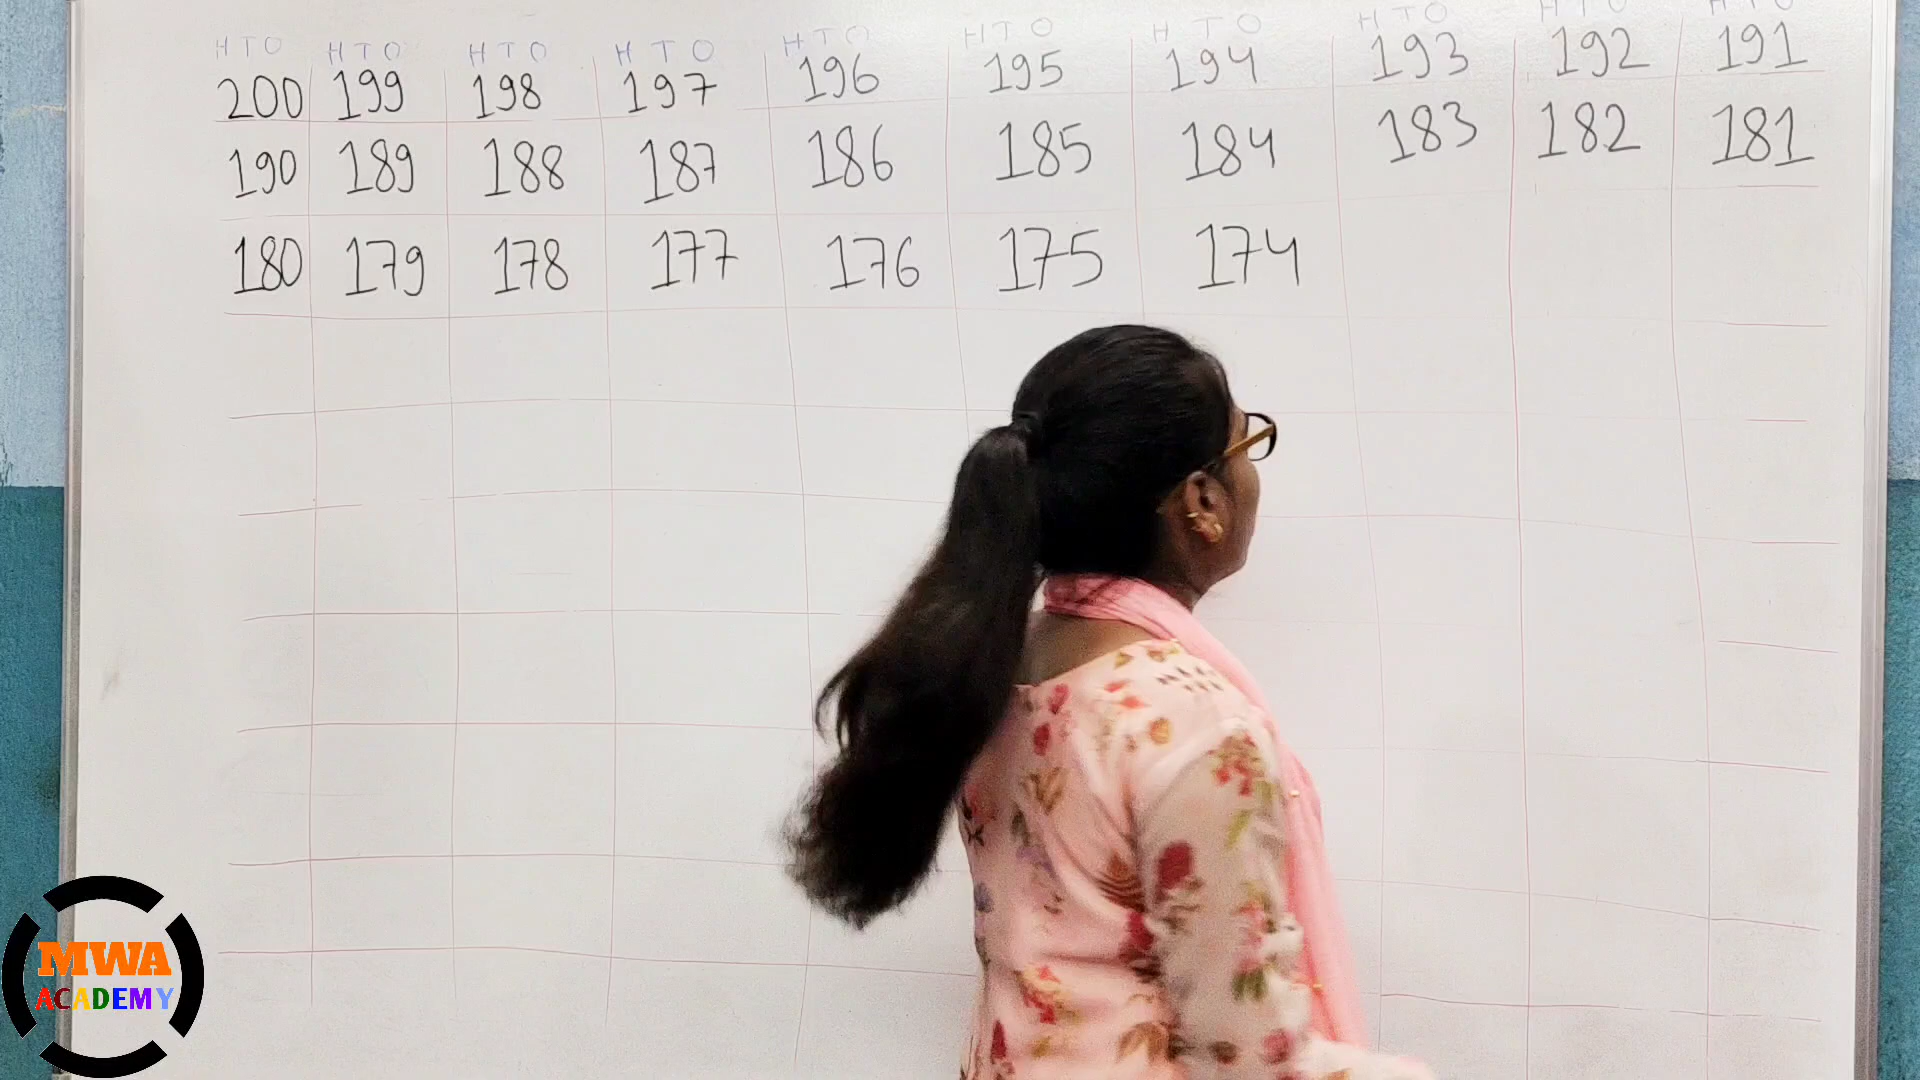 H T O H T O H T O H T O H T O H T O H T O H T O H T O H T O
200 199 198 197 196 195 194 193 192 191
190 189 188 187 186 185 184 183 182 181
180 179 178 177 176 175 174
MWA
ACADEMY